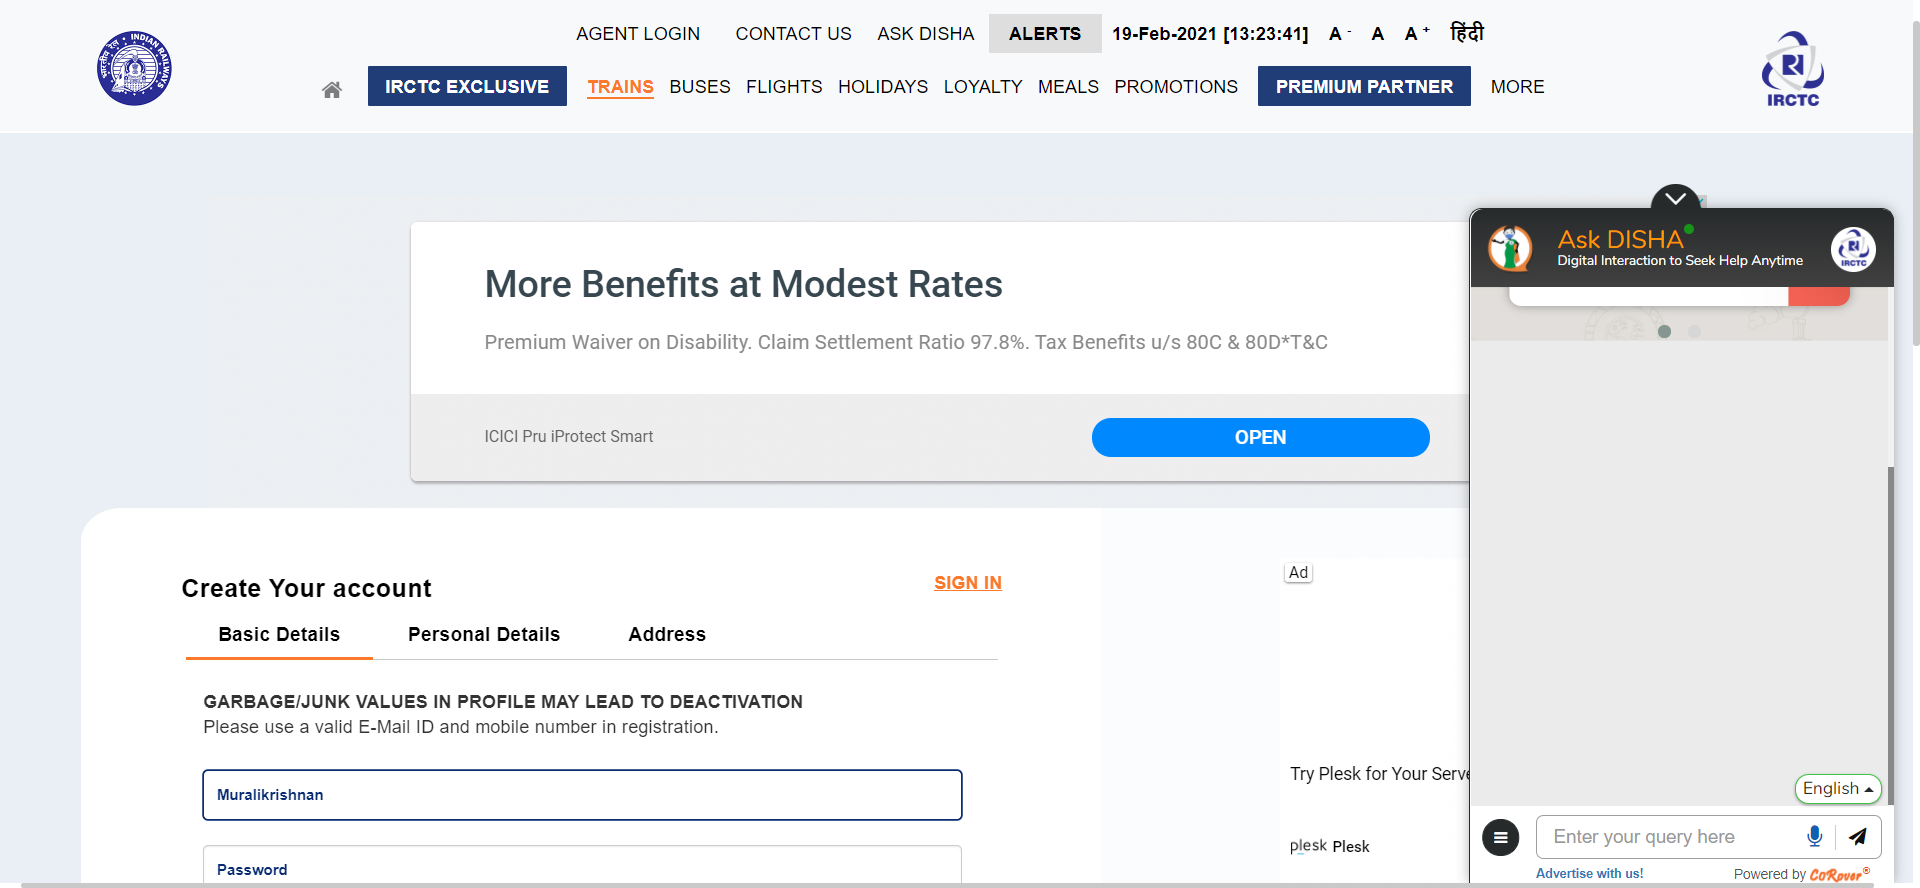 AGENT LOGIN CONTACT US ASK DISHA ALERTS 19-Feb-2021 [13:23:41] A - A A + हिंदी
IRCTC EXCLUSIVE TRAINS BUSES FLIGHTS HOLIDAYS LOYALTY MEALS PROMOTIONS PREMIUM PARTNER MORE
INDIAN RAILWAYS
भारतीय रेल
IRCTC
More Benefits at Modest Rates
Premium Waiver on Disability. Claim Settlement Ratio 97.8%. Tax Benefits u/s 80C & 80D*T&C
ICICI Pru iProtect Smart
OPEN
Create Your account
SIGN IN
Basic Details Personal Details Address
GARBAGE/JUNK VALUES IN PROFILE MAY LEAD TO DEACTIVATION
Please use a valid E-Mail ID and mobile number in registration.
Muralikrishnan
Password
Ad
Try Plesk for Your Serve
plesk Plesk
Ask DISHA
Digital Interaction to Seek Help Anytime
IRCTC
English
Enter your query here
Advertise with us!
Powered by CoRover®